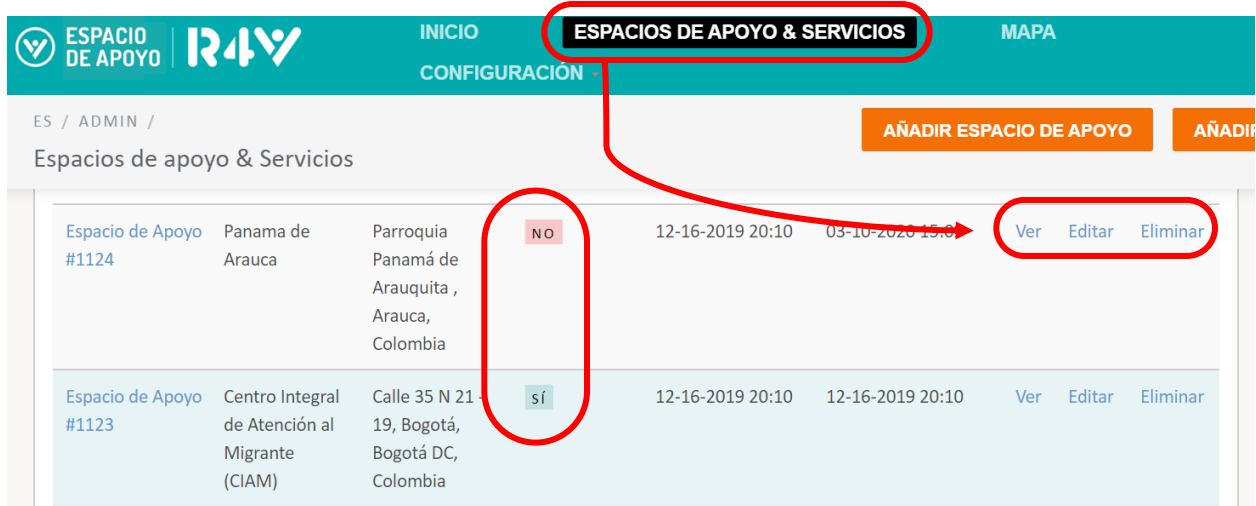 ESPACIO
DE APOYO
R4V
INICIO
ESPACIOS DE APOYO & SERVICIOS
MAPA
CONFIGURACIÓN
ES / ADMIN /
Espacios de apoyo & Servicios
AÑADIR ESPACIO DE APOYO
Espacio de Apoyo
#1124
Panama de
Arauca
Parroquia
Panamá de
Arauquita ,
Arauca,
Colombia
NO
12-16-2019 20:10
03-10-2020
Ver
Editar
Eliminar
Espacio de Apoyo
#1123
Centro Integral
de Atención al
Migrante
(CIAM)
Calle 35 N 21 -
19, Bogotá,
Bogotá DC,
Colombia
SÍ
12-16-2019 20:10
12-16-2019 20:10
Ver
Editar
Eliminar